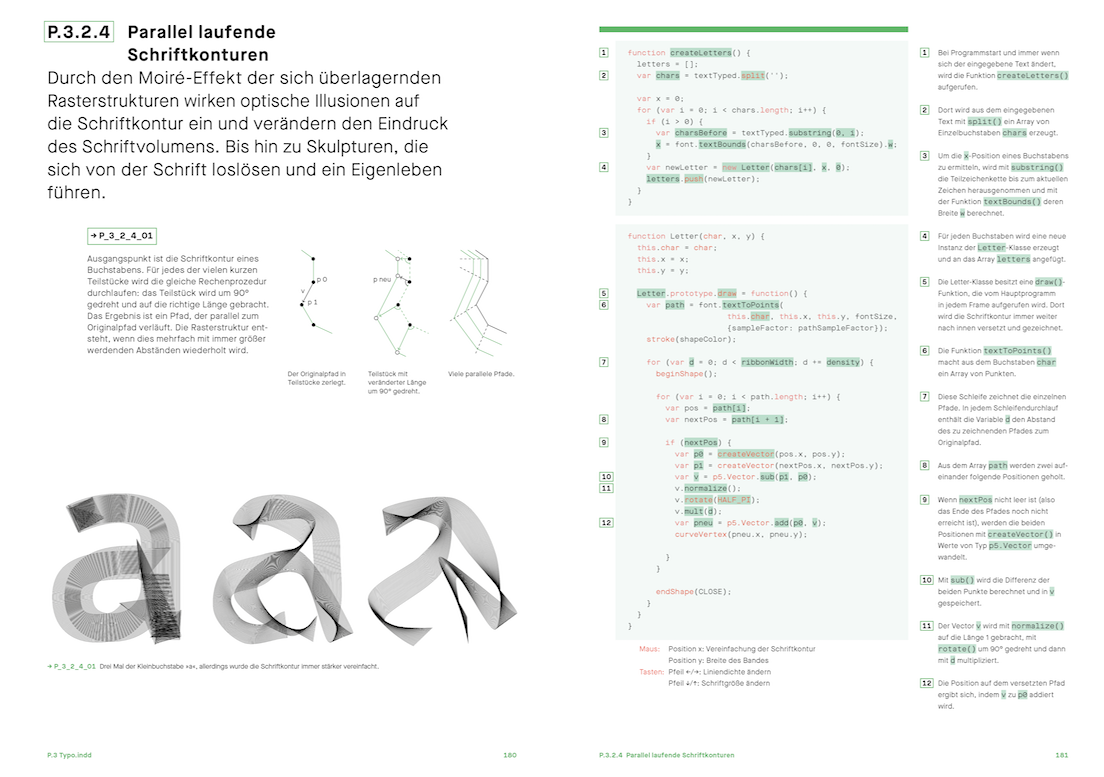 P.3.2.4 Parallel laufende
Schriftkonturen
Durch den Moiré-Effekt der sich überlagernden
Rasterstrukturen wirken optische Illusionen auf
die Schriftkontur ein und verändern den Eindruck
des Schriftvolumens. Bis hin zu Skulpturen, die
sich von der Schrift loslösen und ein Eigenleben
führen.
→ P_3_2_4_01
Ausgangspunkt ist die Schriftkontur eines
Buchstabens. Für jedes der vielen kurzen
Teilstücke wird die gleiche Rechenprozedur
durchlaufen: das Teilstück wird um 90°
gedreht und auf die richtige Länge gebracht.
Das Ergebnis ist ein Pfad, der parallel zum
Originalpfad verläuft. Die Rasterstruktur ent-
steht, wenn dies mehrfach mit immer größer
werdenden Abständen wiederholt wird.
p 0
v
p 1
p neu
Der Originalpfad in
Teilstücke zerlegt.
Teilstück mit
veränderter Länge
um 90° gedreht.
Viele parallele Pfade.
→ P_3_2_4_01 Drei Mal der Kleinbuchstabe »a«, allerdings wurde die Schriftkontur immer stärker vereinfacht.
P.3 Typo.indd
180
1 function createLetters() {
letters = [];
2 var chars = textTyped.split('');
var x = 0;
for (var i = 0; i < chars.length; i++) {
if (i > 0) {
3 var charsBefore = textTyped.substring(0, i);
x = font.textBounds(charsBefore, 0, 0, fontSize).w;
}
4 var newLetter = new Letter(chars[i], x, 0);
letters.push(newLetter);
}
}
function Letter(char, x, y) {
this.char = char;
this.x = x;
this.y = y;
5 Letter.prototype.draw = function() {
6 var path = font.textToPoints(
this.char, this.x, this.y, fontSize,
{sampleFactor: pathSampleFactor});
stroke(shapeColor);
7 for (var d = 0; d < ribbonWidth; d += density) {
beginShape();
for (var i = 0; i < path.length; i++) {
var pos = path[i];
8 var nextPos = path[i + 1];
9 if (nextPos) {
var p0 = createVector(pos.x, pos.y);
var p1 = createVector(nextPos.x, nextPos.y);
10 var v = p5.Vector.sub(p1, p0);
11 v.normalize();
v.rotate(HALF_PI);
v.mult(d);
12 var pneu = p5.Vector.add(p0, v);
curveVertex(pneu.x, pneu.y);
}
}
endShape(CLOSE);
}
}
}
Maus: Position x: Vereinfachung der Schriftkontur
Position y: Breite des Bandes
Tasten: Pfeil ←/→: Liniendichte ändern
Pfeil ↓/↑: Schriftgröße ändern
1 Bei Programmstart und immer wenn
sich der eingegebene Text ändert,
wird die Funktion createLetters()
aufgerufen.
2 Dort wird aus dem eingegebenen
Text mit split() ein Array von
Einzelbuchstaben chars erzeugt.
3 Um die x-Position eines Buchstabens
zu ermitteln, wird mit substring()
die Teilzeichenkette bis zum aktuellen
Zeichen herausgenommen und mit
der Funktion textBounds() deren
Breite w berechnet.
4 Für jeden Buchstaben wird eine neue
Instanz der Letter-Klasse erzeugt
und an das Array letters angefügt.
5 Die Letter-Klasse besitzt eine draw()-
Funktion, die vom Hauptprogramm
in jedem Frame aufgerufen wird. Dort
wird die Schriftkontur immer weiter
nach innen versetzt und gezeichnet.
6 Die Funktion textToPoints()
macht aus dem Buchstaben char
ein Array von Punkten.
7 Diese Schleife zeichnet die einzelnen
Pfade. In jedem Schleifendurchlauf
enthält die Variable d den Abstand
des zu zeichnenden Pfades zum
Originalpfad.
8 Aus dem Array path werden zwei auf-
einander folgende Positionen geholt.
9 Wenn nextPos nicht leer ist (also
das Ende des Pfades noch nicht
erreicht ist), werden die beiden
Positionen mit createVector() in
Werte von Typ p5.Vector umge-
wandelt.
10 Mit sub() wird die Differenz der
beiden Punkte berechnet und in v
gespeichert.
11 Der Vector v wird mit normalize()
auf die Länge 1 gebracht, mit
rotate() um 90° gedreht und dann
mit d multipliziert.
12 Die Position auf dem versetzten Pfad
ergibt sich, indem v zu p0 addiert
wird.
P.3.2.4 Parallel laufende Schriftkonturen
181